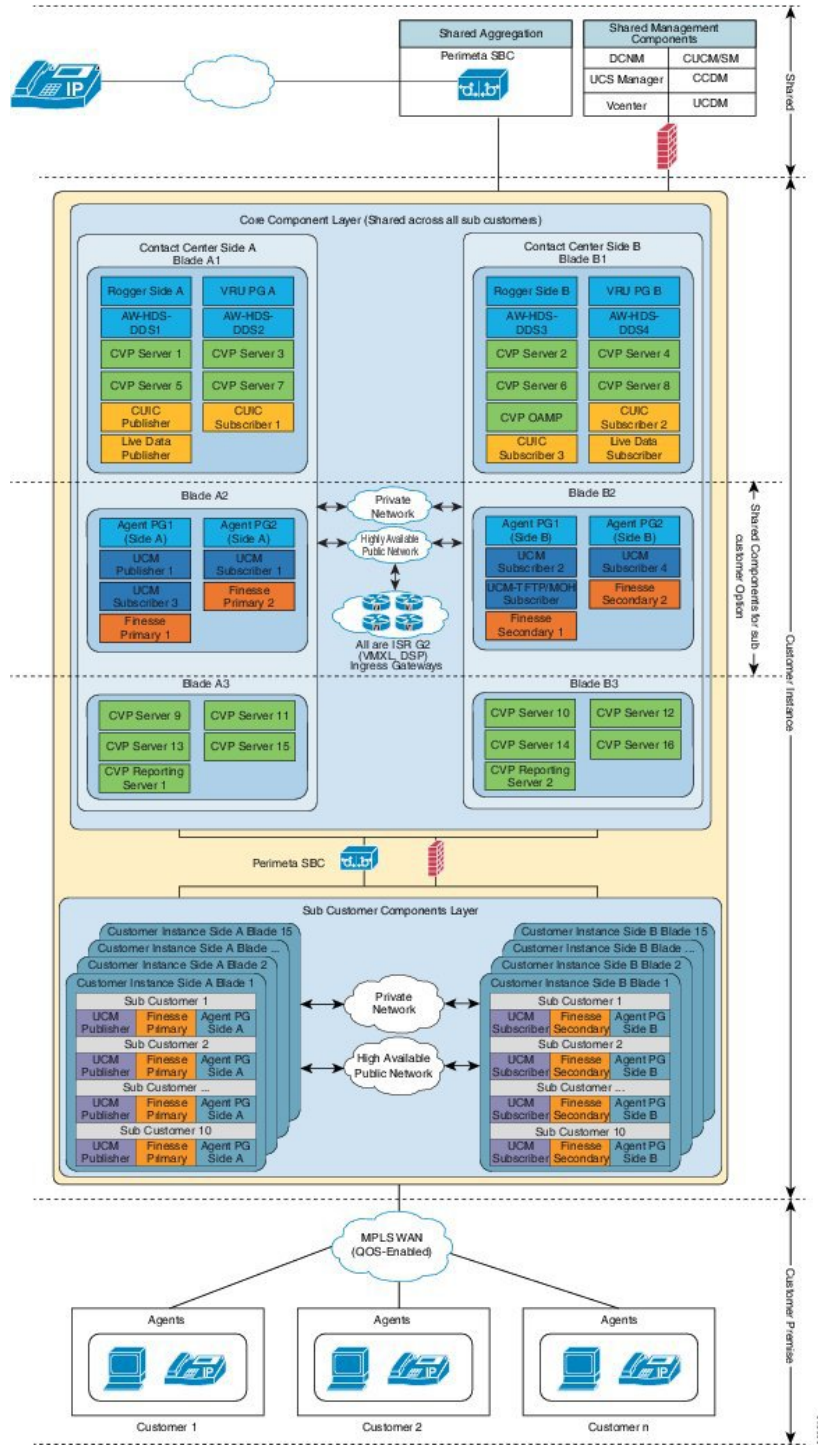 Shared Aggregation
Perimeta SBC
Shared Management
Components
DCNM
CUCM/SM
UCS Manager
CCDM
Vcenter
UCDM
IP
Shared
Core Component Layer (Shared across all sub customers)
Contact Center Side A
Blade A1
Rogger Side A
VRU PG A
AW-HDS-
DDS1
AW-HDS-
DDS2
CVP Server 1
CVP Server 3
CVP Server 5
CVP Server 7
CUIC
Publisher
CUIC
Subscriber 1
Live Data
Publisher
Contact Center Side B
Blade B1
Rogger Side B
VRU PG B
AW-HDS-
DDS3
AW-HDS-
DDS4
CVP Server 2
CVP Server 4
CVP Server 6
CVP Server 8
CVP OAMP
CUIC
Subscriber 2
CUIC
Subscriber 3
Live Data
Subscriber
Blade A2
Agent PG1
(Side A)
Agent PG2
(Side A)
UCM
Publisher 1
UCM
Subscriber 1
UCM
Subscriber 3
Finesse
Primary 2
Finesse
Primary 1
Private
Network
Highly Available
Public Network
All are ISR G2
(VMXL, DSP)
Ingress Gateways
Blade B2
Agent PG1
(Side B)
Agent PG2
(Side B)
UCM
Subscriber 2
UCM
Subscriber 4
UCM-TFTP/MOH
Subscriber
Finesse
Secondary 2
Finesse
Secondary 1
Shared Components for sub
customer Option
Customer Instance
Blade A3
CVP Server 9
CVP Server 11
CVP Server 13
CVP Server 15
CVP Reporting
Server 1
Blade B3
CVP Server 10
CVP Server 12
CVP Server 14
CVP Server 16
CVP Reporting
Server 2
Perimeta SBC
Sub Customer Components Layer
Customer Instance Side A Blade 15
Customer Instance Side A Blade ...
Customer Instance Side A Blade 2
Customer Instance Side A Blade 1
Sub Customer 1
UCM
Publisher
Finesse
Primary
Agent PG
Side A
Sub Customer 2
UCM
Publisher
Finesse
Primary
Agent PG
Side A
Sub Customer ...
UCM
Publisher
Finesse
Primary
Agent PG
Side A
Sub Customer 10
UCM
Publisher
Finesse
Primary
Agent PG
Side A
Private
Network
High Available
Public Network
Customer Instance Side B Blade 15
Customer Instance Side B Blade ...
Customer Instance Side B Blade 2
Customer Instance Side B Blade 1
Sub Customer 1
UCM
Subscriber
Finesse
Secondary
Agent PG
Side B
Sub Customer 2
UCM
Subscriber
Finesse
Secondary
Agent PG
Side B
Sub Customer ...
UCM
Subscriber
Finesse
Secondary
Agent PG
Side B
Sub Customer 10
UCM
Subscriber
Finesse
Secondary
Agent PG
Side B
MPLS WAN
(QOS-Enabled)
Agents
IP
Customer 1
Agents
IP
Customer 2
Agents
IP
Customer n
Customer Premise